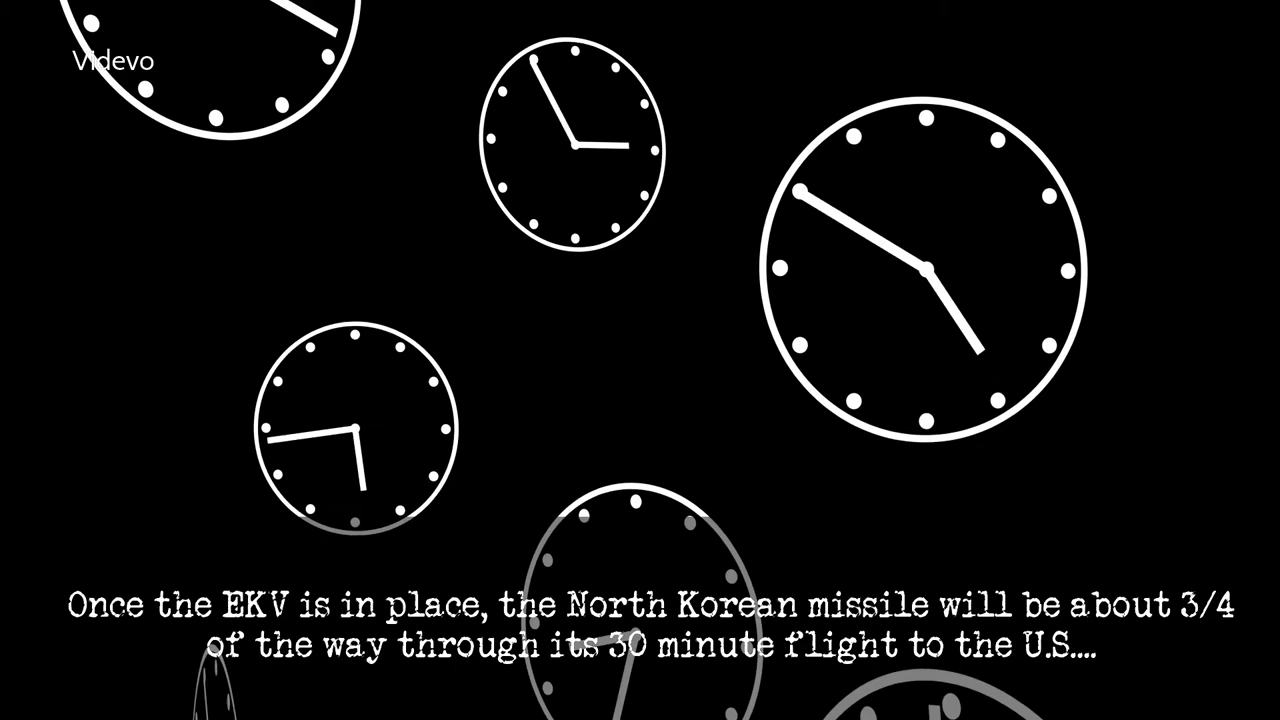 Videvo
Once the EKV is in place, the North Korean missile will be about 3/4
of the way through its 30 minute flight to the U.S....